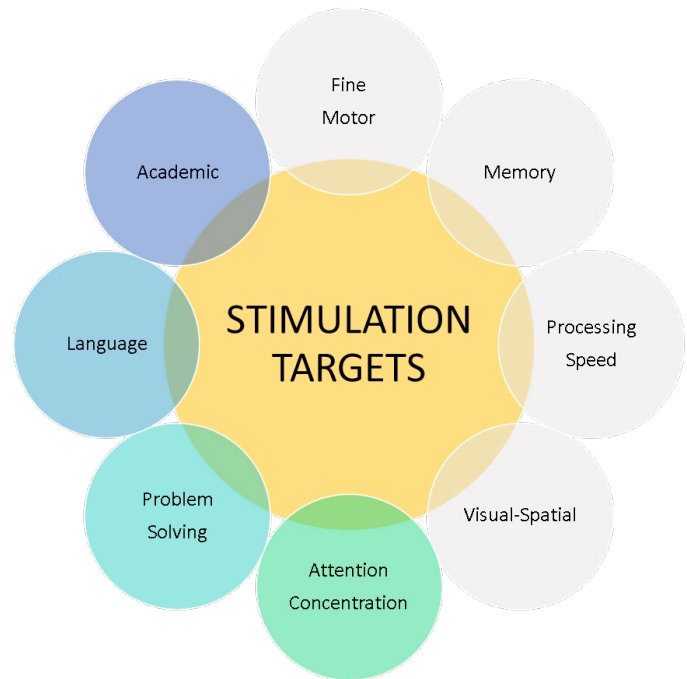 Fine
Motor
Memory
Processing
Speed
Visual-Spatial
Attention
Concentration
Problem
Solving
Language
Academic
STIMULATION
TARGETS